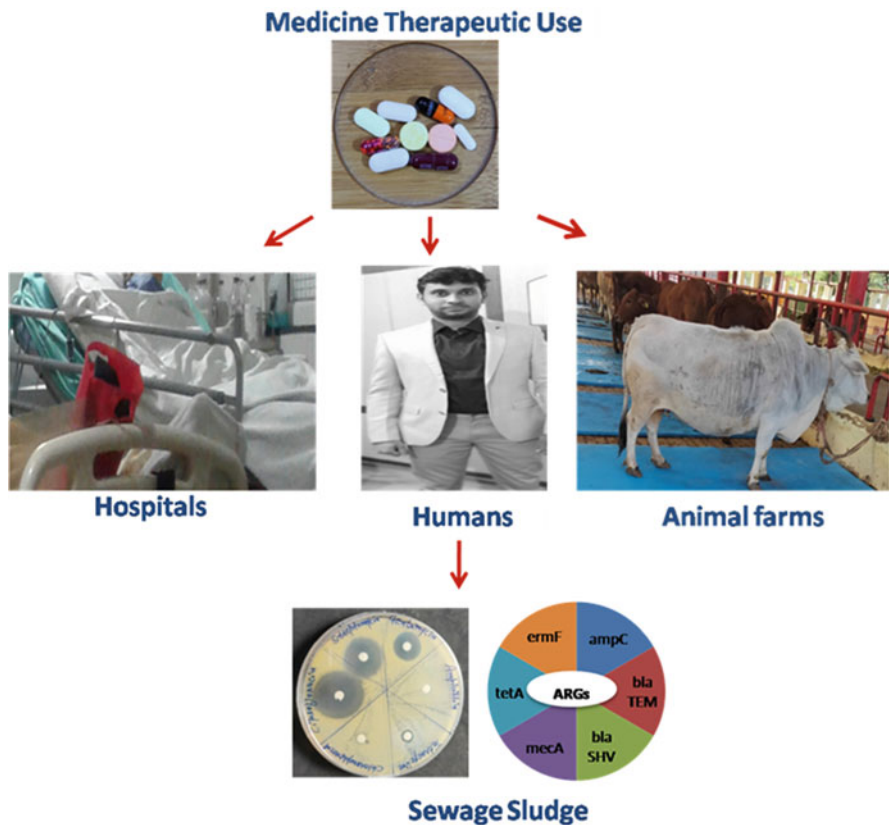 Medicine Therapeutic Use
Hospitals
Humans
Animal farms
ermF
ampC
tetA
ARGs
bla
TEM
mecA
bla
SHV
Sewage Sludge